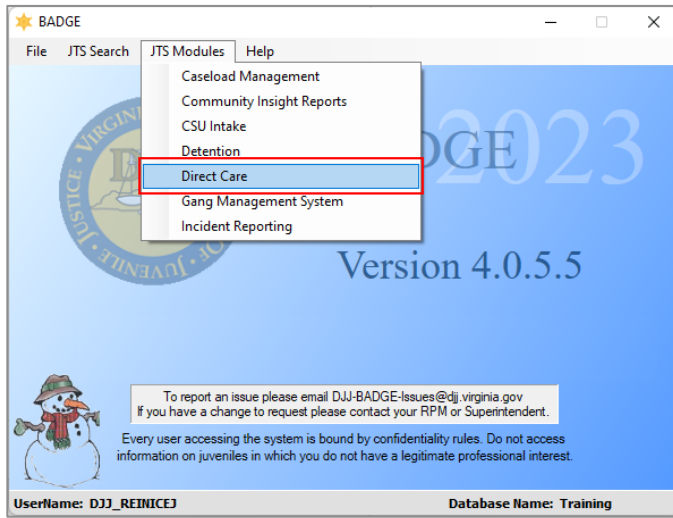 BADGE
File JTS Search JTS Modules Help
Caseload Management
Community Insight Reports
CSU Intake
Detention
Direct Care
Gang Management System
Incident Reporting
DGE 2023
Version 4.0.5.5
VIRGIN
JUSTICE
OF JUVENILE
To report an issue please email DJJ-BADGE-Issues@djj.virginia.gov
If you have a change to request please contact your RPM or Superintendent.
Every user accessing the system is bound by confidentiality rules. Do not access
information on juveniles in which you do not have a legitimate professional interest.
UserName: DJJ_REINICEJ Database Name: Training